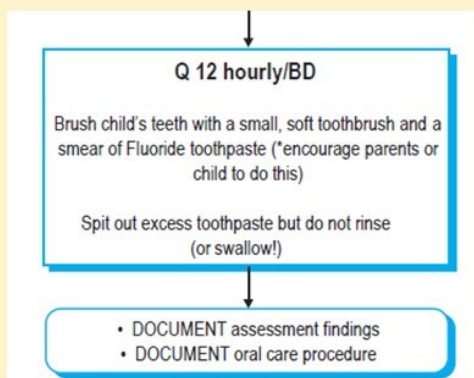 Q 12 hourly/BD
Brush child's teeth with a small, soft toothbrush and a
smear of Fluoride toothpaste (*encourage parents or
child to do this)
Spit out excess toothpaste but do not rinse
(or swallow!)
• DOCUMENT assessment findings
• DOCUMENT oral care procedure